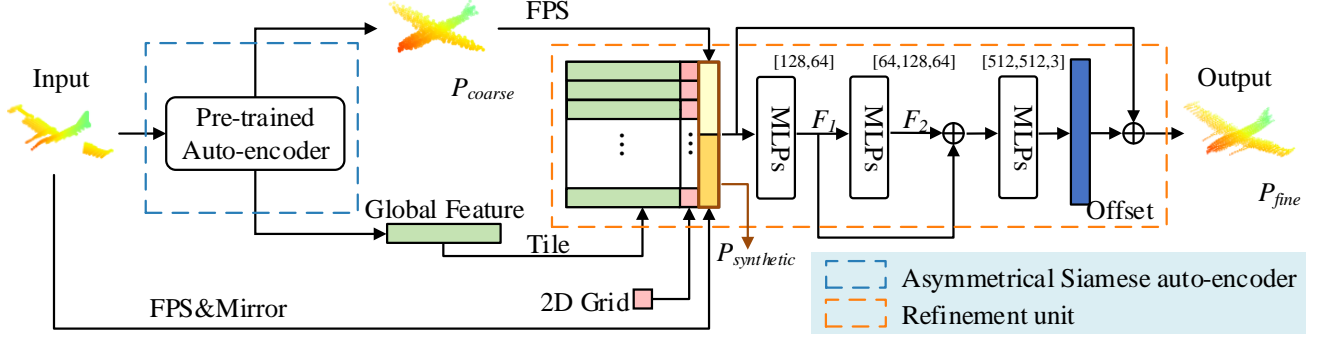 FPS
Input
P_coarse
[128,64]
[64,128,64]
[512,512,3]
Output
Pre-trained
Auto-encoder
MLPs
F_1
MLPs
F_2
MLPs
...
...
Global Feature
Offset
P_fine
Tile
P_synthetic
FPS&Mirror
2D Grid
Asymmetrical Siamese auto-encoder
Refinement unit